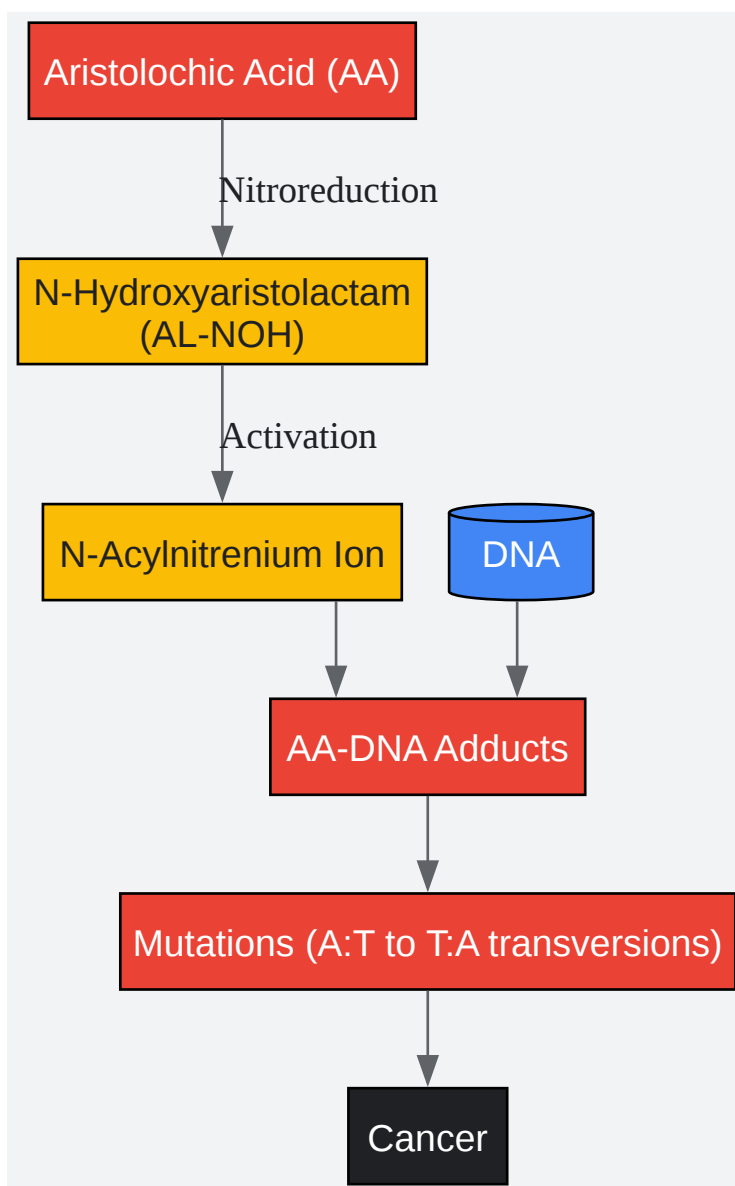 Aristolochic Acid (AA)
Nitroreduction
N-Hydroxyaristolactam
(AL-NOH)
Activation
N-Acylnitrenium Ion
DNA
AA-DNA Adducts
Mutations (A:T to T:A transversions)
Cancer